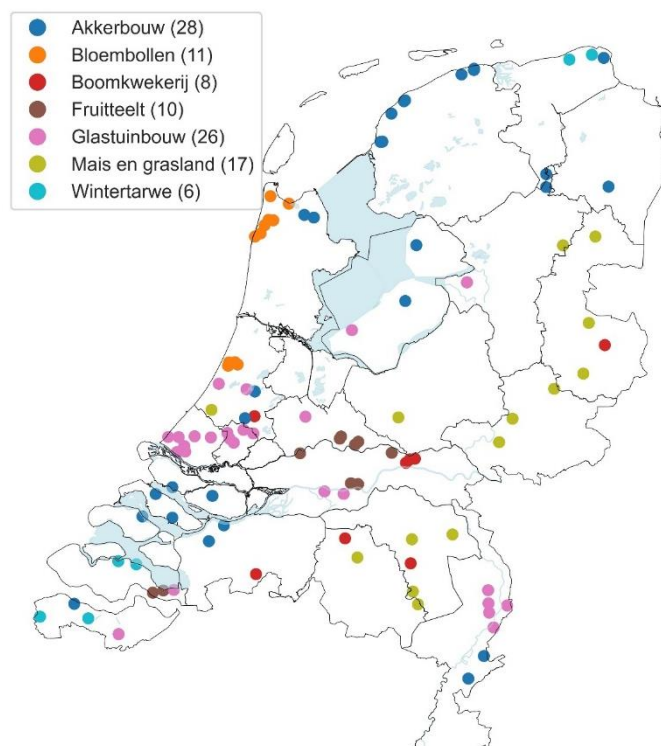 Akkerbouw (28)
Bloembollen (11)
Boomkwekerij (8)
Fruitteelt (10)
Glastuinbouw (26)
Mais en grasland (17)
Wintertarwe (6)